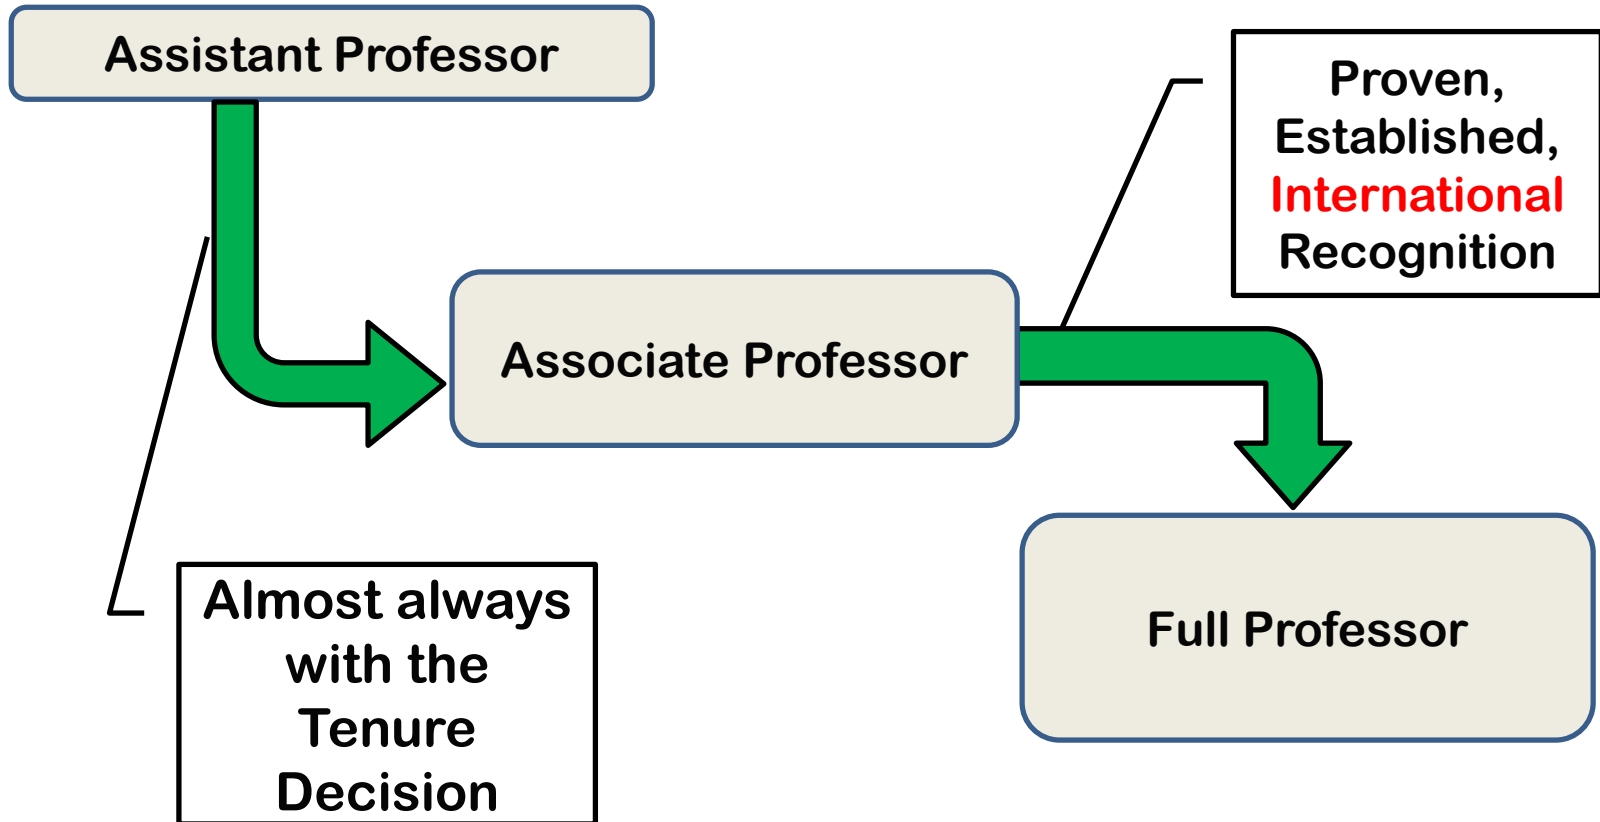 Assistant Professor
Proven,
Established,
International
Recognition
Associate Professor
Almost always
with the
Tenure
Decision
Full Professor